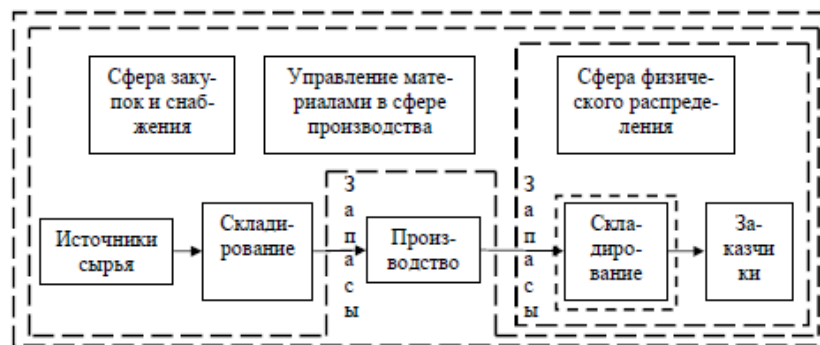 Сфера заку-
пок и снаб-
жения
Управление мате-
риалами в сфере
производства
Сфера физиче-
ского распреде-
ления
Источники
сырья
Склади-
рование
З
а
п
а
с
ы
Произ-
водство
З
а
п
а
с
ы
Скла-
диро-
вание
За-
казчи
ки